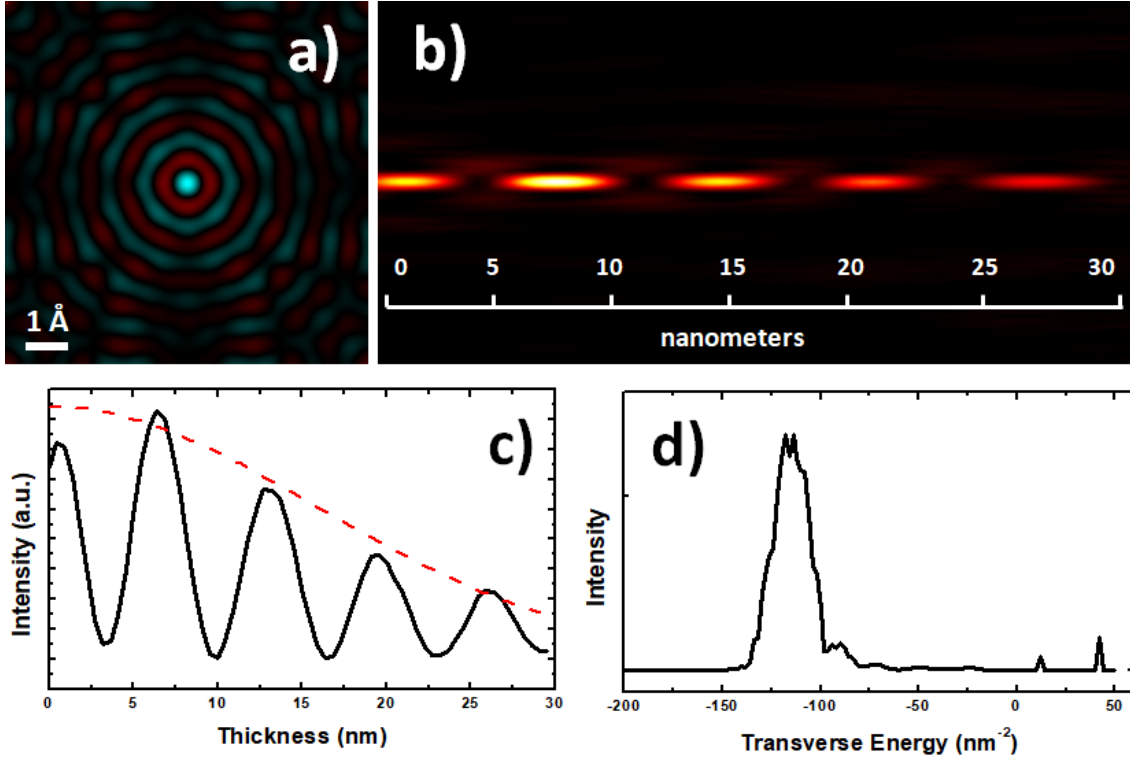 a)
1 Å
b)
0 5 10 15 20 25 30
nanometers
c)
Intensity (a.u.)
0 5 10 15 20 25 30
Thickness (nm)
d)
Intensity
-200 -150 -100 -50 0 50
Transverse Energy (nm⁻²)